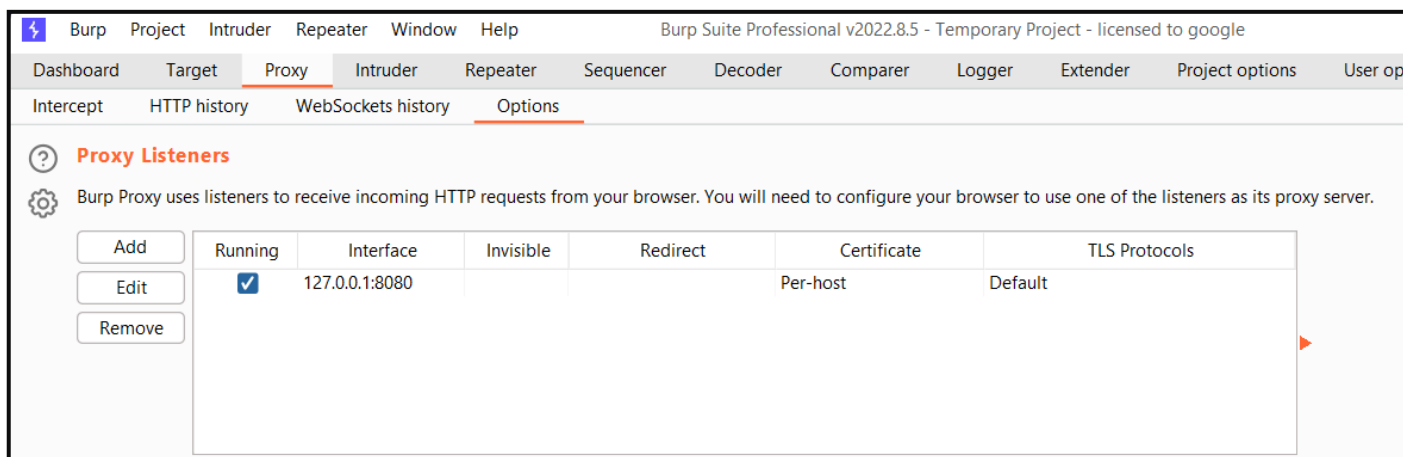 Burp Project Intruder Repeater Window Help Burp Suite Professional v2022.8.5 - Temporary Project - licensed to google
Dashboard Target Proxy Intruder Repeater Sequencer Decoder Comparer Logger Extender Project options User op
Intercept HTTP history WebSockets history Options
? Proxy Listeners
Burp Proxy uses listeners to receive incoming HTTP requests from your browser. You will need to configure your browser to use one of the listeners as its proxy server.
Add Running Interface Invisible Redirect Certificate TLS Protocols
Edit 127.0.0.1:8080 Per-host Default
Remove